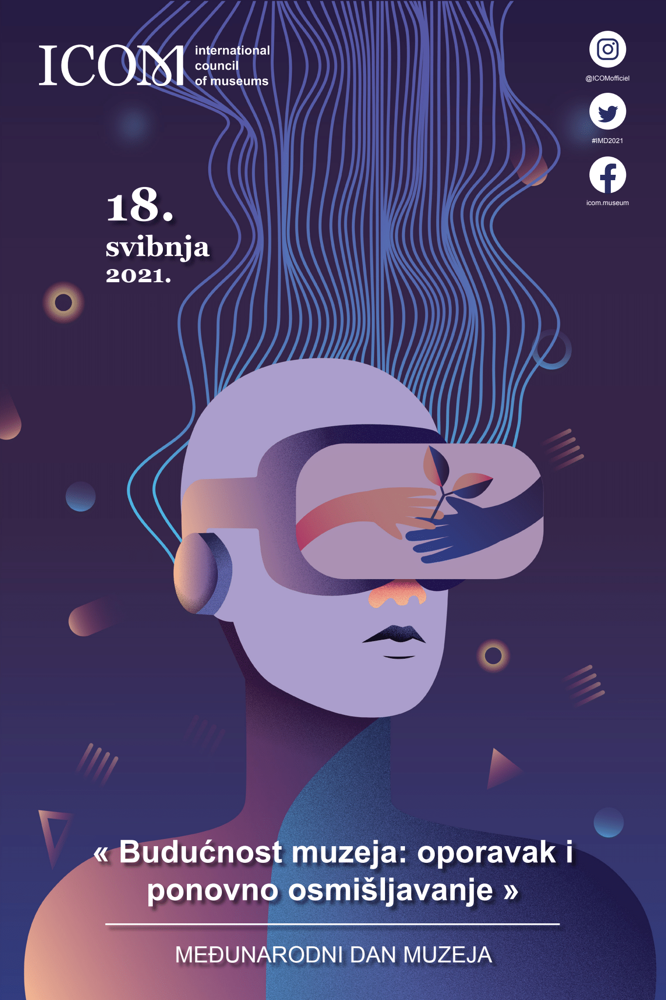 ICOM
international
council
of museums
@ICOMofficiel
#IMD2021
icom.museum
18.
svibnja
2021.
« Budućnost muzeja: oporavak i
ponovno osmišljavanje »
MEĐUNARODNI DAN MUZEJA